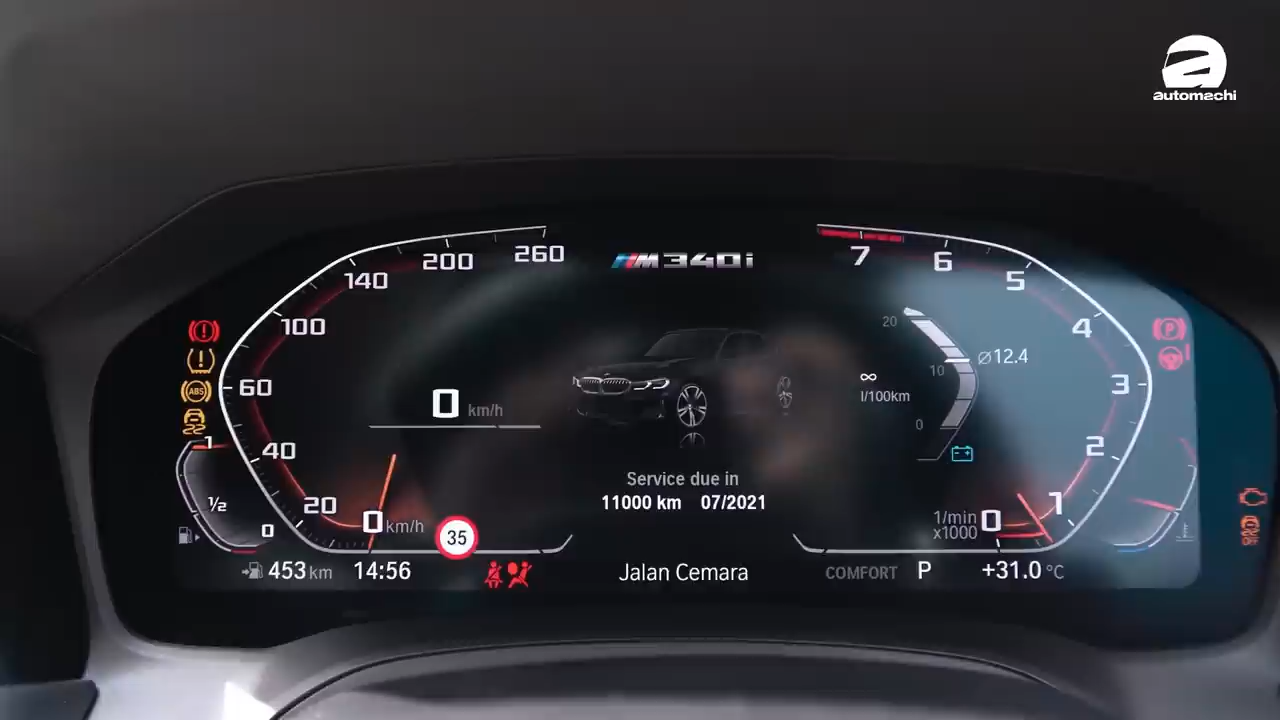 automachi
M340i
260
200
140
100
60
40
20
0
km/h
0 km/h
35
1
1/2
0
453 km
14:56
ABS
Service due in
11000 km 07/2021
Jalan Cemara
7
6
5
4
3
2
1
0
1/min
x1000
20
10
0
∞
l/100km
⌀12.4
P
COMFORT P
+31.0 °C